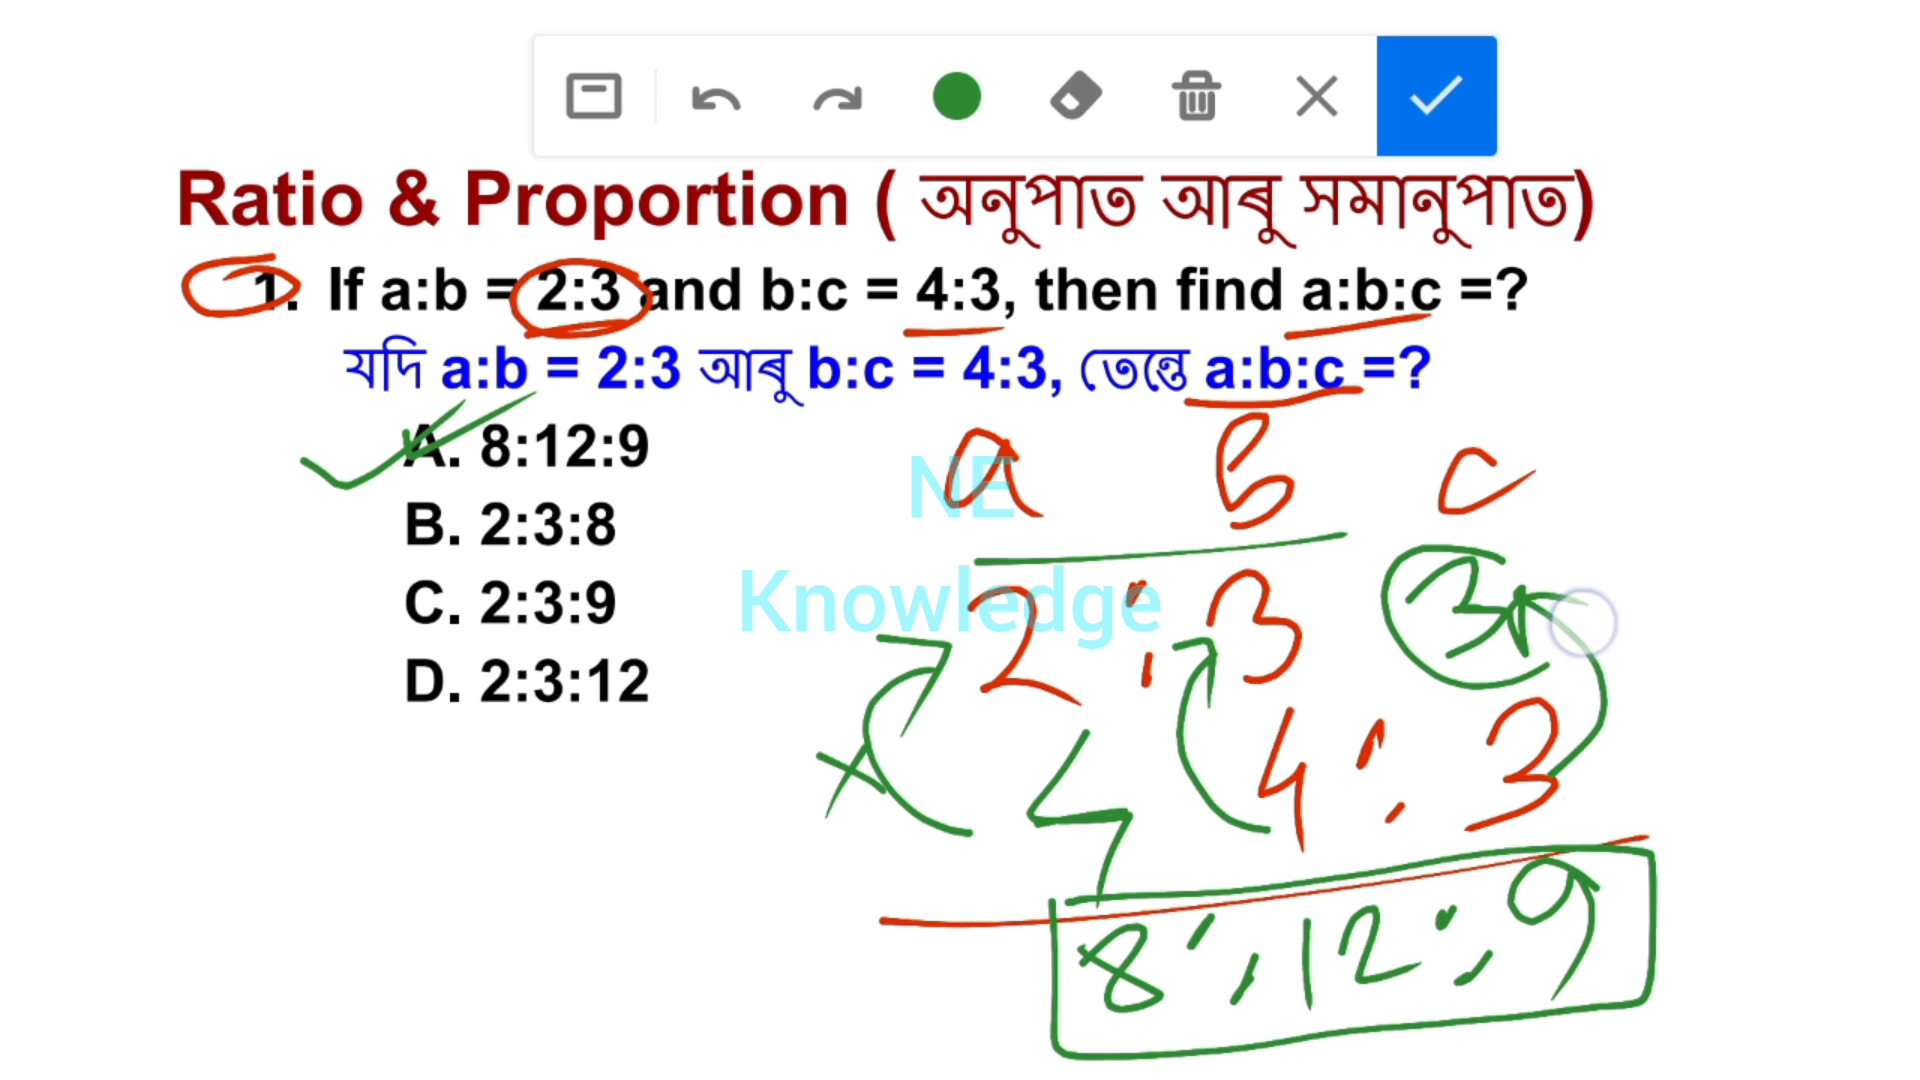 Ratio & Proportion ( অনুপাত আৰু সমানুপাত)
1. If a:b = 2:3 and b:c = 4:3, then find a:b:c =?
যদি a:b = 2:3 আৰু b:c = 4:3, তেন্তে a:b:c =?
A. 8:12:9
B. 2:3:8
C. 2:3:9
D. 2:3:12
a b c
NE
Knowledge
2 : 3 3
4 4 : 3
8 : 12 : 9